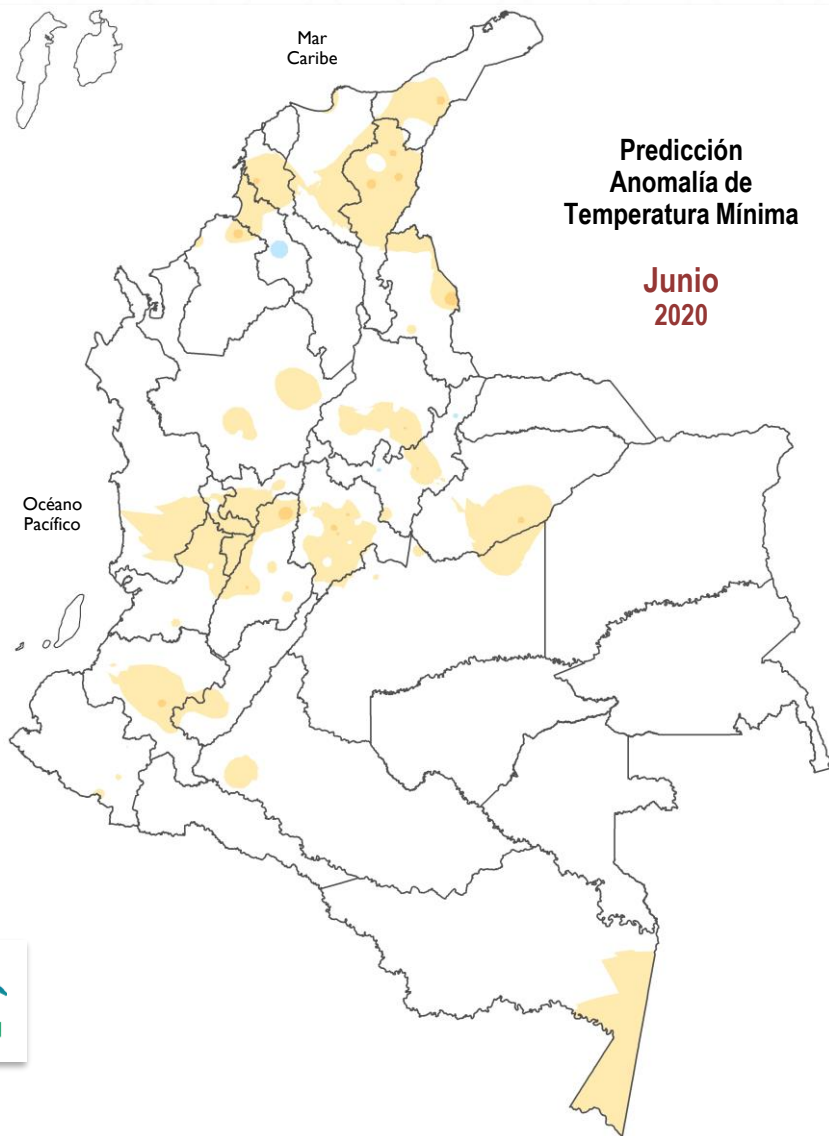 Mar
Caribe
Predicción
Anomalía de
Temperatura Mínima
Junio
2020
Océano
Pacífico